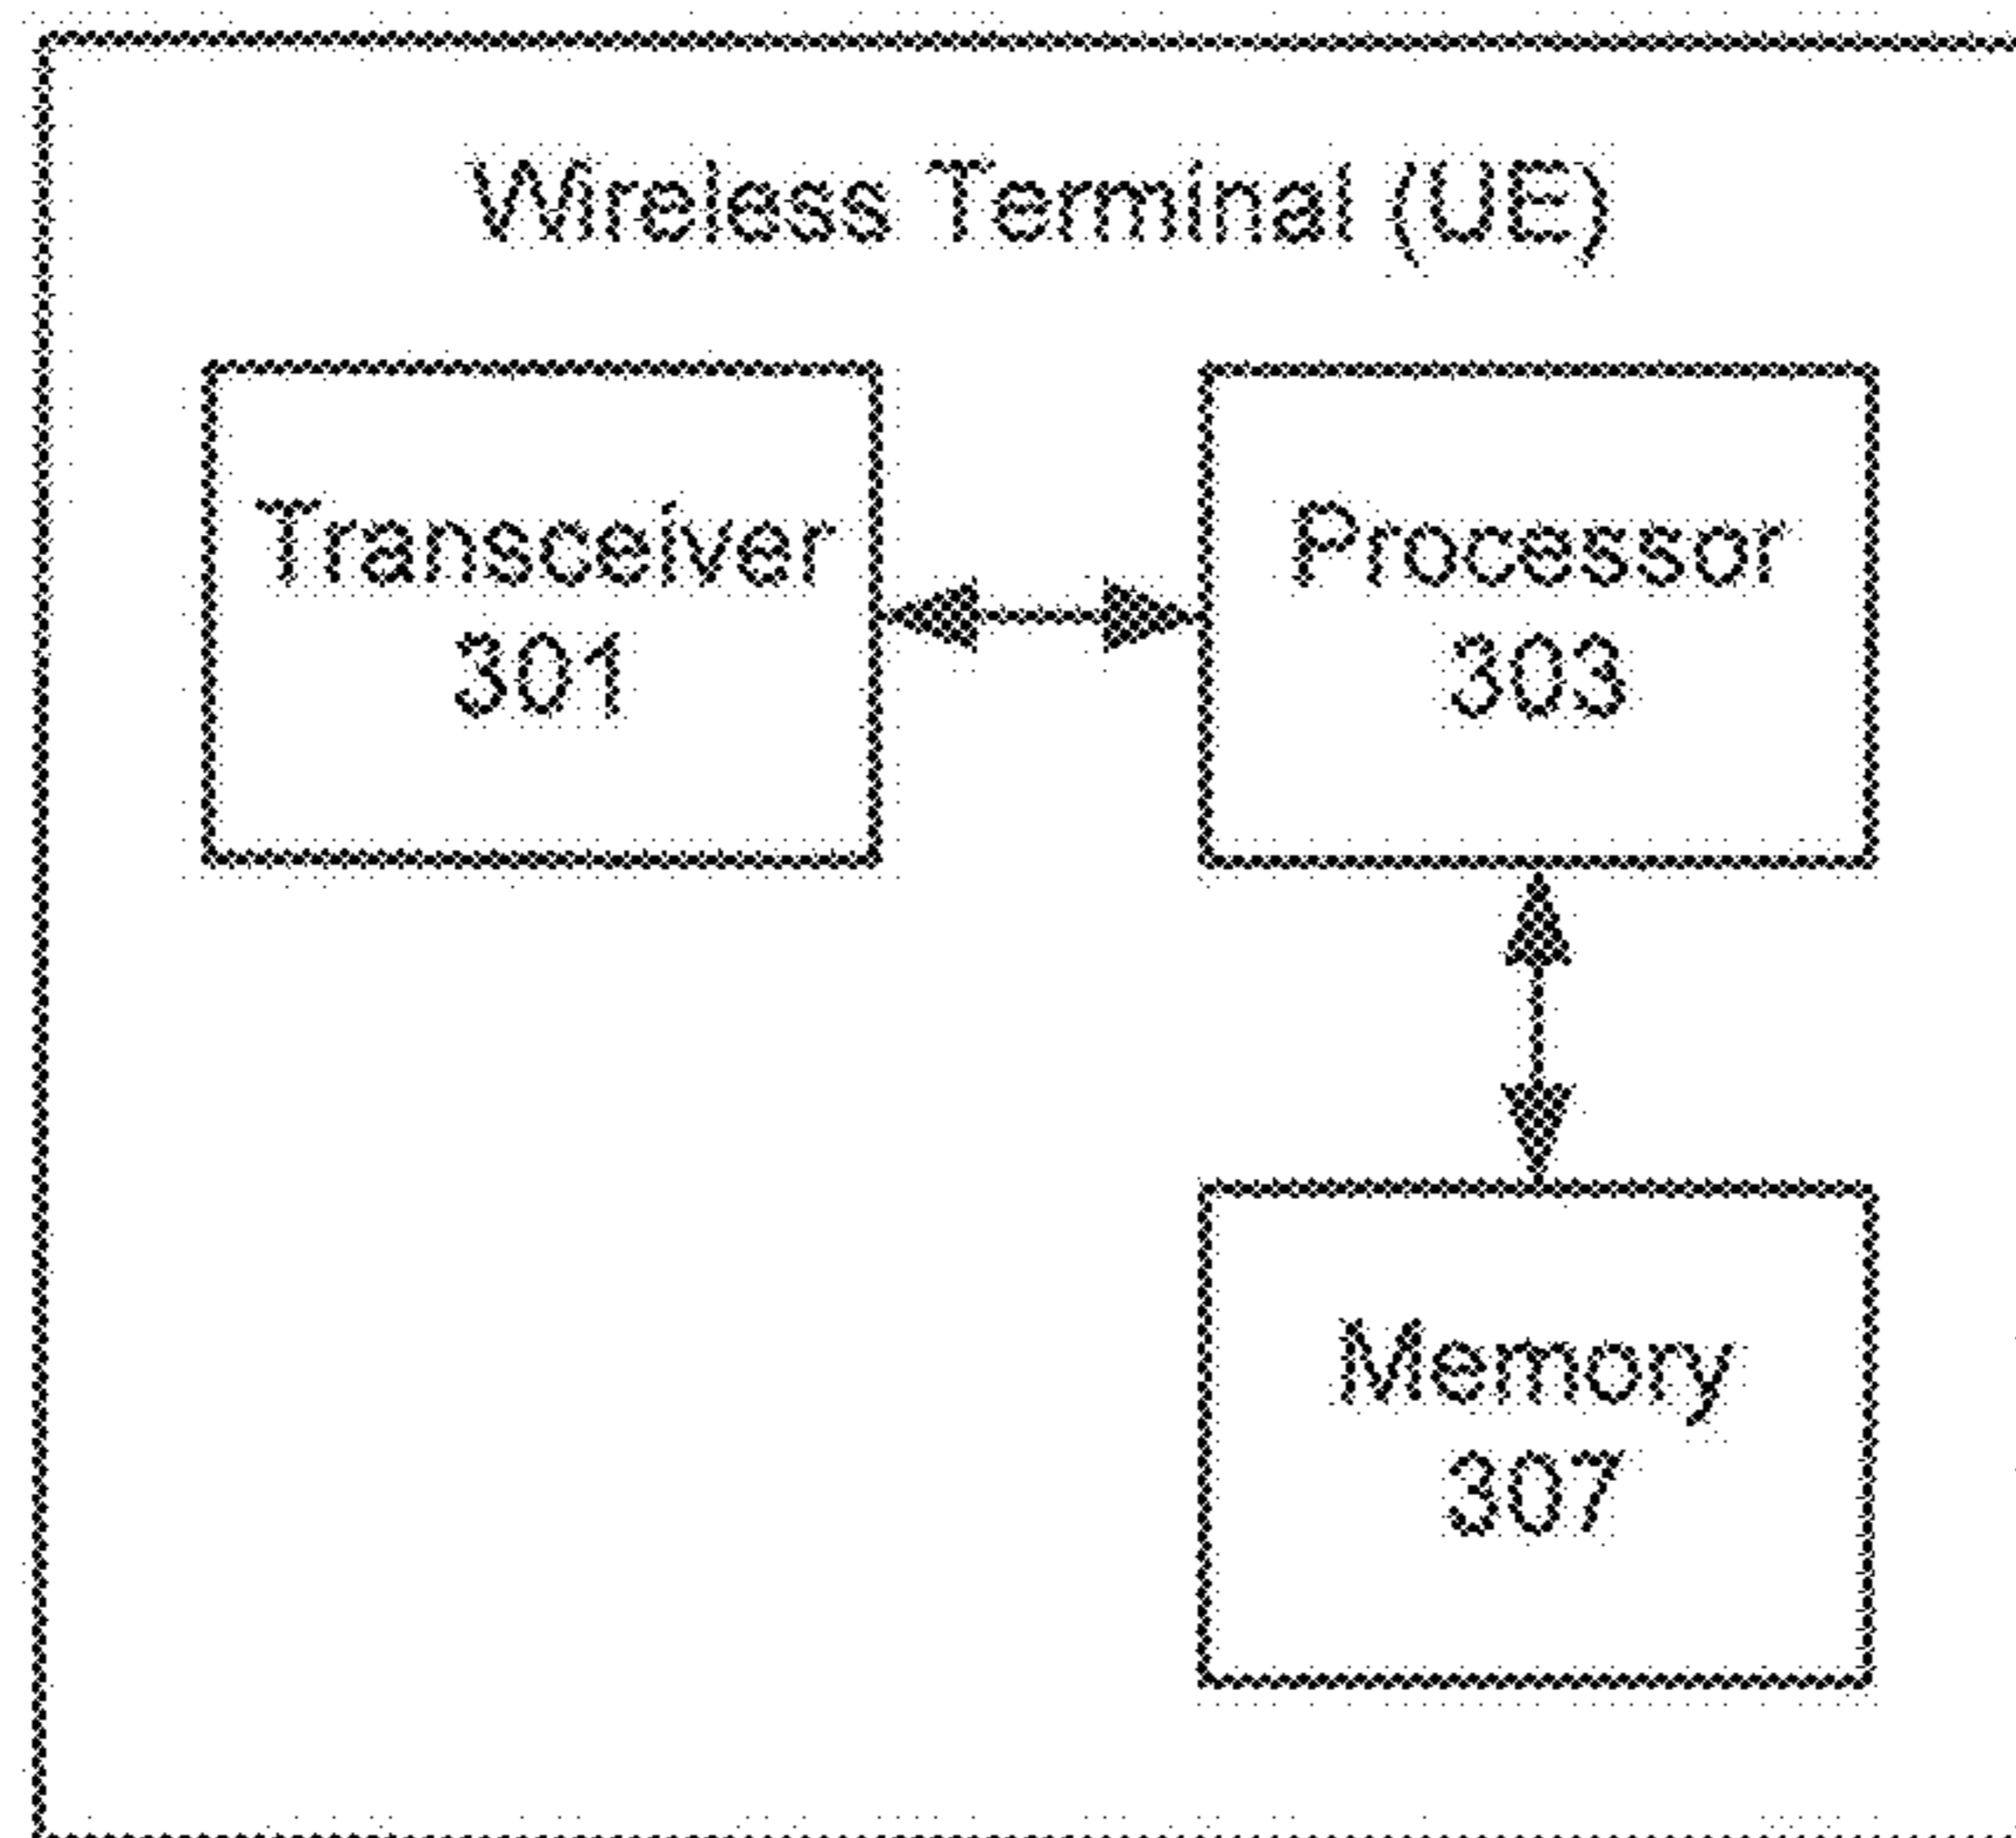 Wireless Terminal (UE)
Transceiver
301
Processor
303
Memory
307